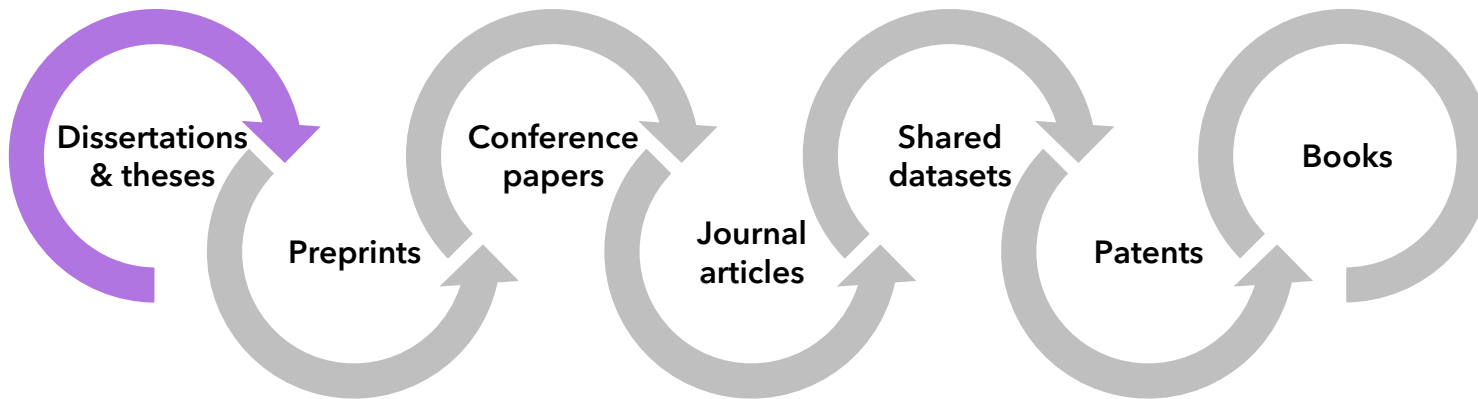 Dissertations
& theses
Preprints
Conference
papers
Journal
articles
Shared
datasets
Patents
Books